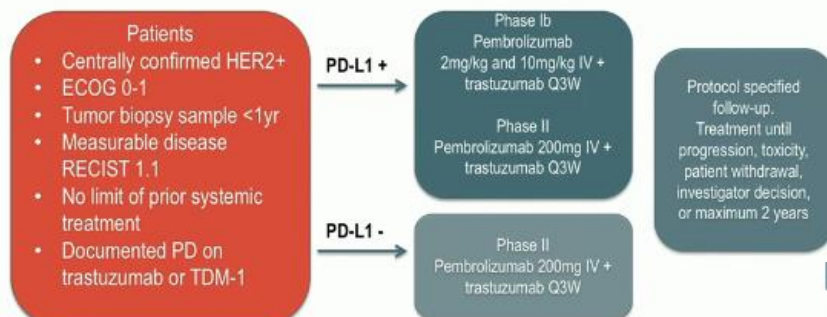 Patients
• Centrally confirmed HER2+
• ECOG 0-1
• Tumor biopsy sample <1yr
• Measurable disease
RECIST 1.1
• No limit of prior systemic
treatment
• Documented PD on
trastuzumab or TDM-1
PD-L1 +
PD-L1 -
Phase Ib
Pembrolizumab
2mg/kg and 10mg/kg IV +
trastuzumab Q3W
Phase II
Pembrolizumab 200mg IV +
trastuzumab Q3W
Phase II
Pembrolizumab 200mg IV +
trastuzumab Q3W
Protocol specified
follow-up.
Treatment until
progression, toxicity,
patient withdrawal,
investigator decision,
or maximum 2 years